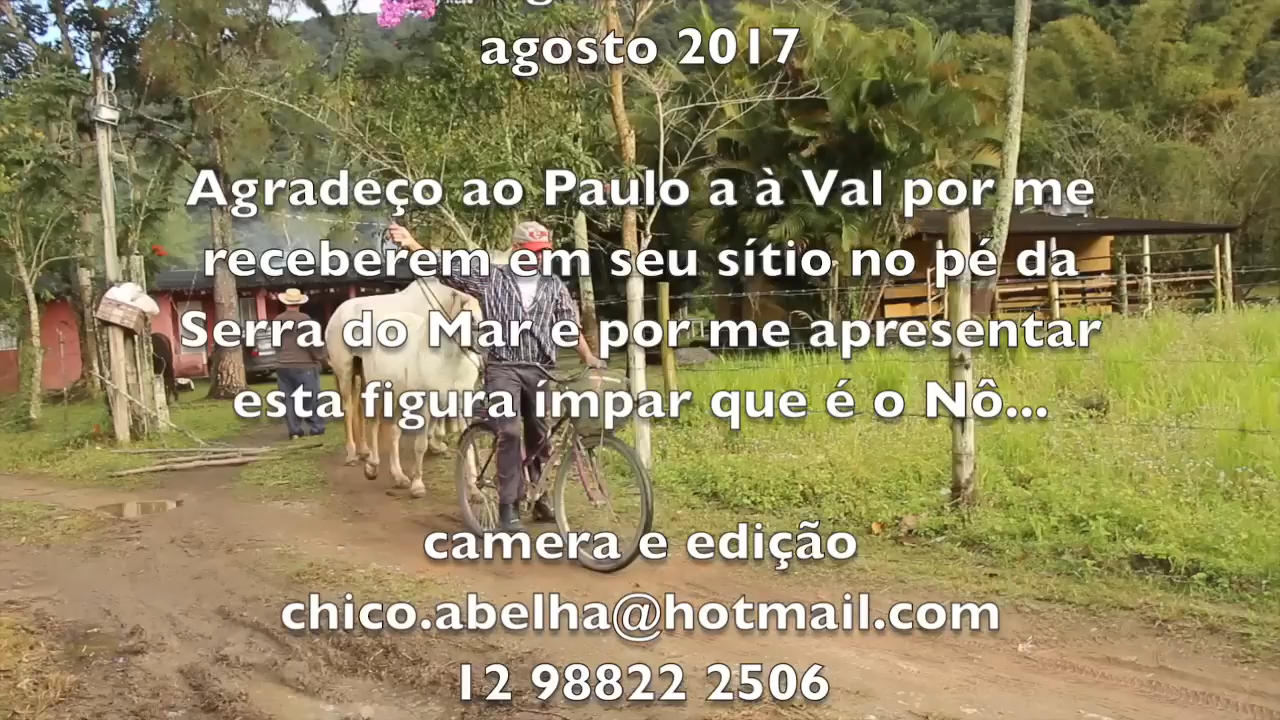 agosto 2017
Agradeço ao Paulo a à Val por me
receberem em seu sítio no pé da
Serra do Mar e por me apresentar
esta figura ímpar que é o Nô...
camera e edição
chico.abelha@hotmail.com
12 98822 2506